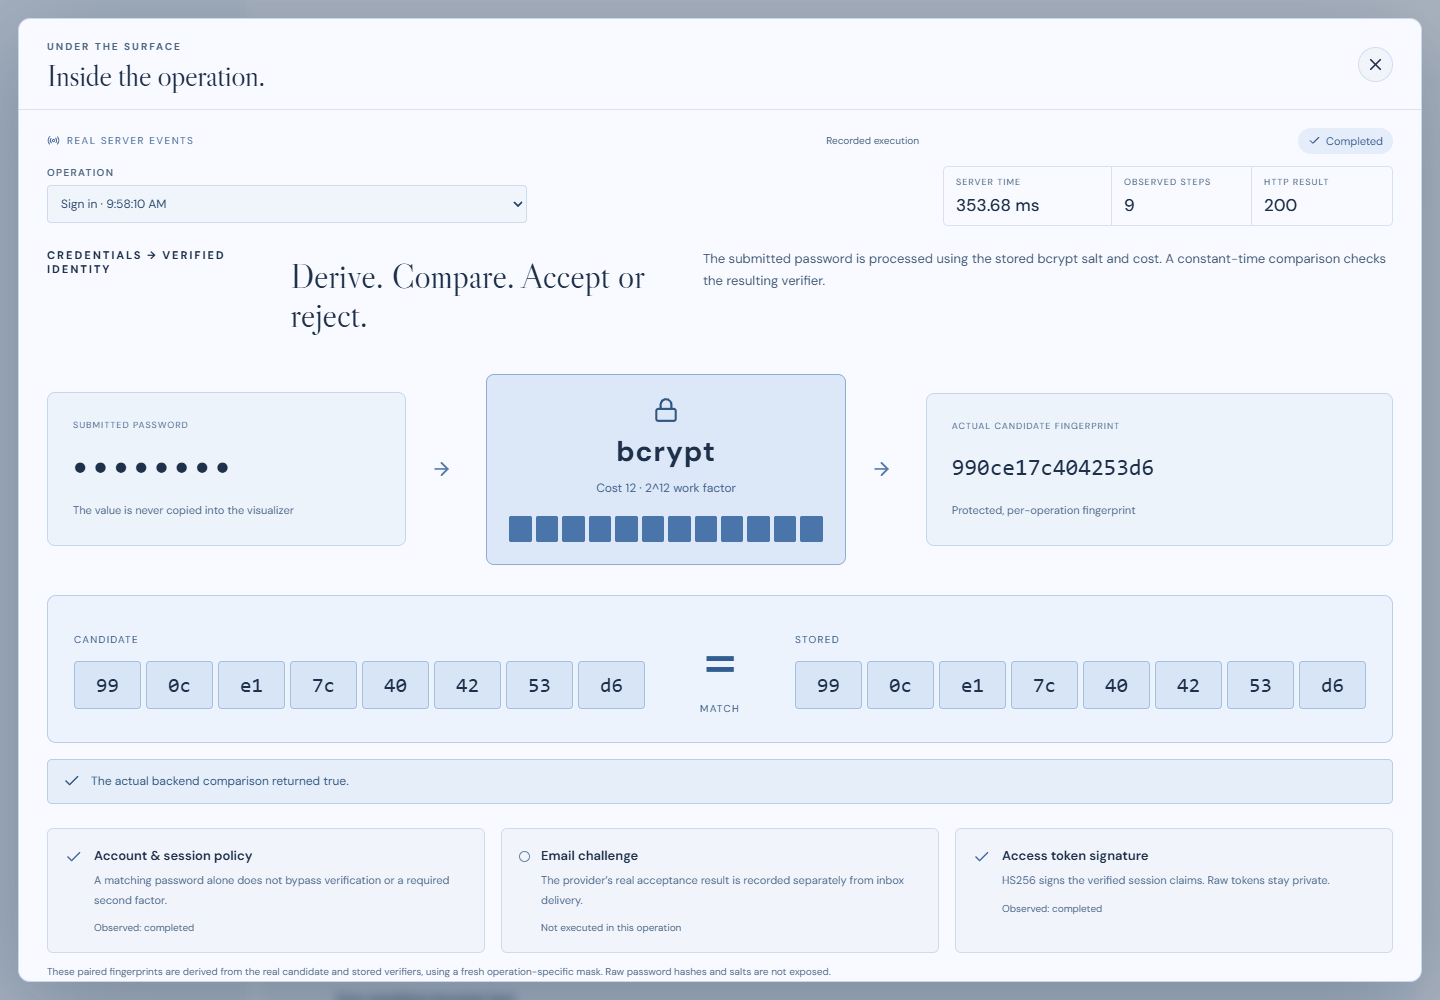 UNDER THE SURFACE
Inside the operation.
REAL SERVER EVENTS
Recorded execution
Completed
OPERATION
Sign in · 9:58:10 AM
SERVER TIME
353.68 ms
OBSERVED STEPS
9
HTTP RESULT
200
CREDENTIALS → VERIFIED
IDENTITY
Derive. Compare. Accept or
reject.
The submitted password is processed using the stored bcrypt salt and cost. A constant-time comparison checks
the resulting verifier.
SUBMITTED PASSWORD
●●●●●●●●
The value is never copied into the visualizer
→
bcrypt
Cost 12 · 2^12 work factor
→
ACTUAL CANDIDATE FINGERPRINT
990ce17c404253d6
Protected, per-operation fingerprint
CANDIDATE
99 0c e1 7c 40 42 53 d6
=
MATCH
STORED
99 0c e1 7c 40 42 53 d6
The actual backend comparison returned true.
Account & session policy
A matching password alone does not bypass verification or a required
second factor.
Observed: completed
Email challenge
The provider’s real acceptance result is recorded separately from inbox
delivery.
Not executed in this operation
Access token signature
HS256 signs the verified session claims. Raw tokens stay private.
Observed: completed
These paired fingerprints are derived from the real candidate and stored verifiers, using a fresh operation-specific mask. Raw password hashes and salts are not exposed.